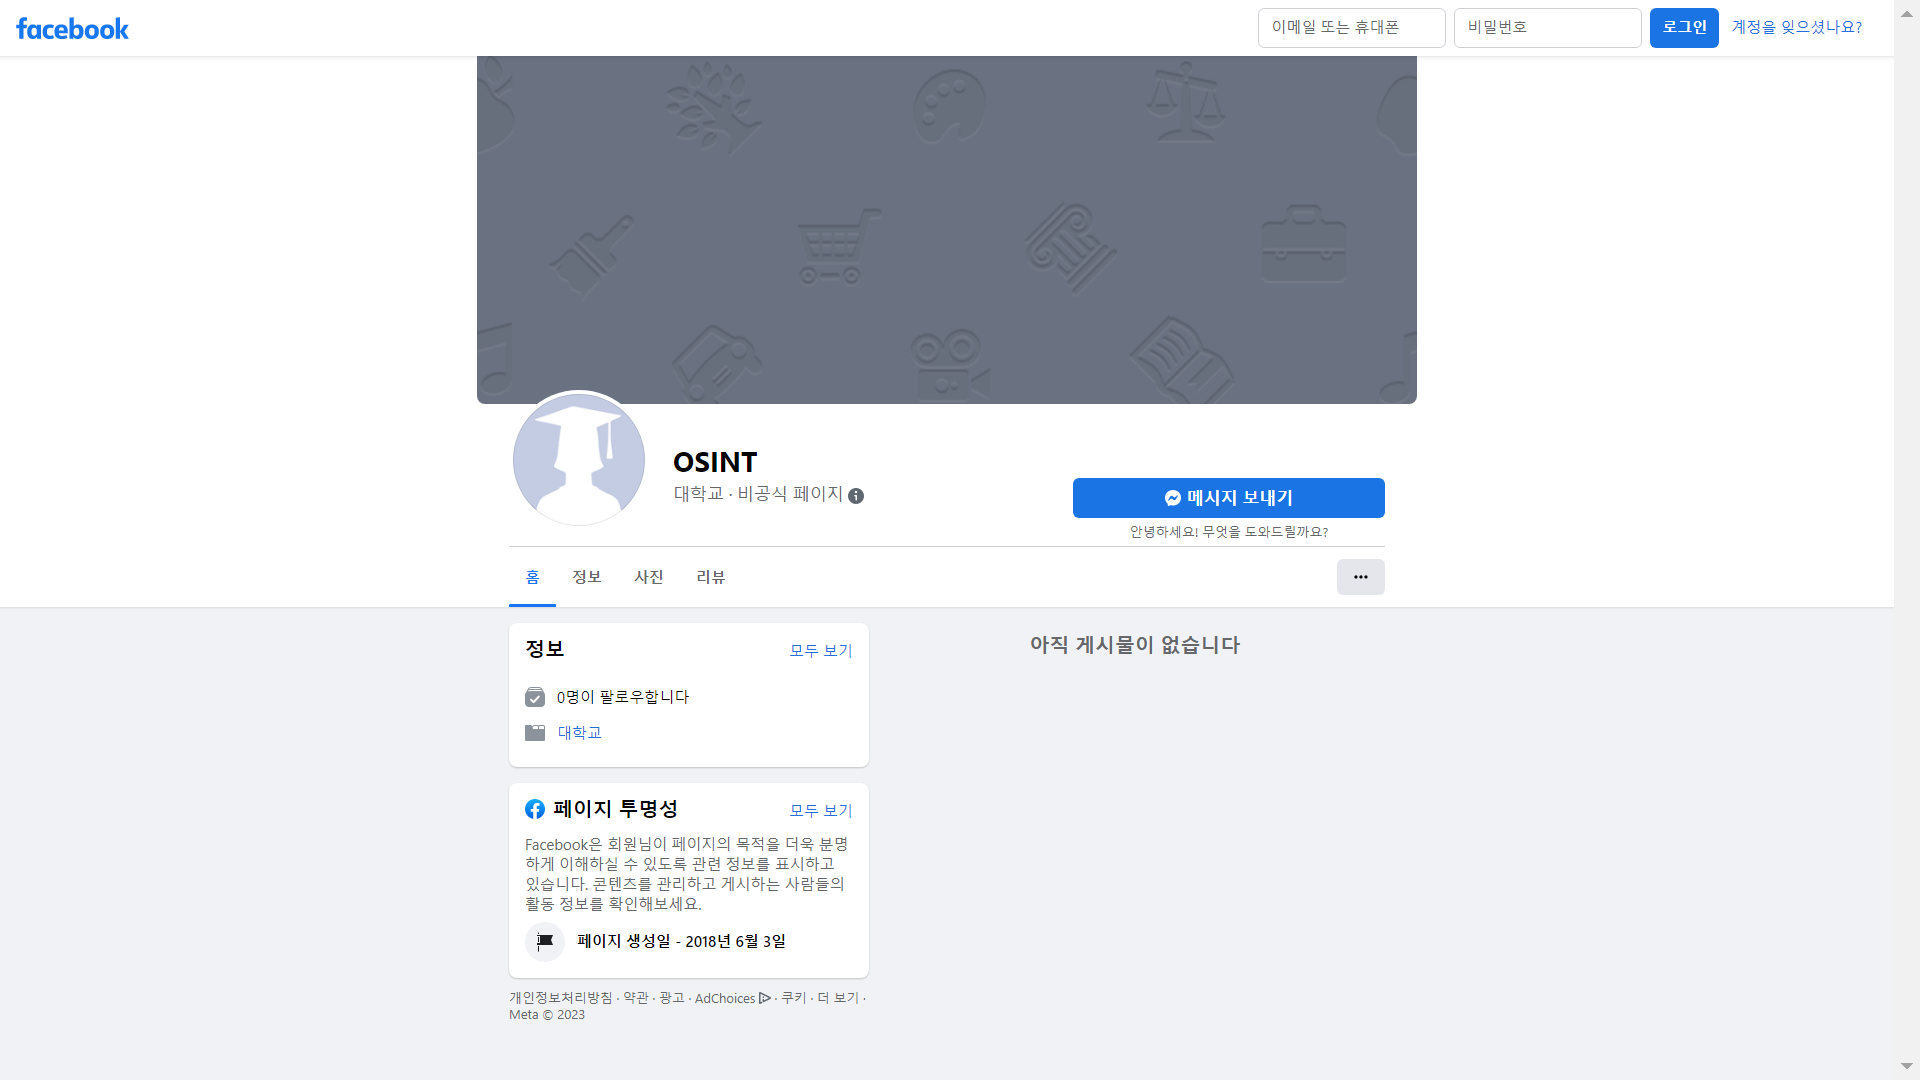 facebook
이메일 또는 휴대폰
비밀번호
로그인
계정을 잊으셨나요?
OSINT
대학교 · 비공식 페이지
메시지 보내기
안녕하세요! 무엇을 도와드릴까요?
홈
정보
사진
리뷰
정보
모두 보기
0명이 팔로우합니다
대학교
아직 게시물이 없습니다
페이지 투명성
모두 보기
Facebook은 회원님이 페이지의 목적을 더욱 분명
하게 이해하실 수 있도록 관련 정보를 표시하고
있습니다. 콘텐츠를 관리하고 게시하는 사람들의
활동 정보를 확인해보세요.
페이지 생성일 - 2018년 6월 3일
개인정보처리방침 · 약관 · 광고 · AdChoices · 쿠키 · 더 보기 ·
Meta © 2023